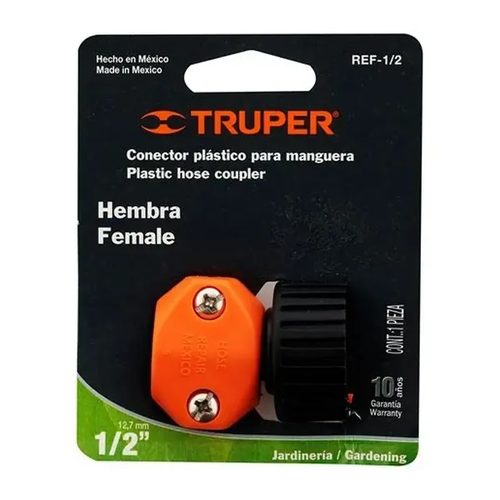 Hecho en México
Made in Mexico
REF-1/2
TRUPER
Conector plástico para manguera
Plastic hose coupler
Hembra
Female
HOSE
REPAIR
MEXICO
CONT.:1 PIEZA
10 años
Garantía
Warranty
12,7 mm
1/2"
Jardinería / Gardening